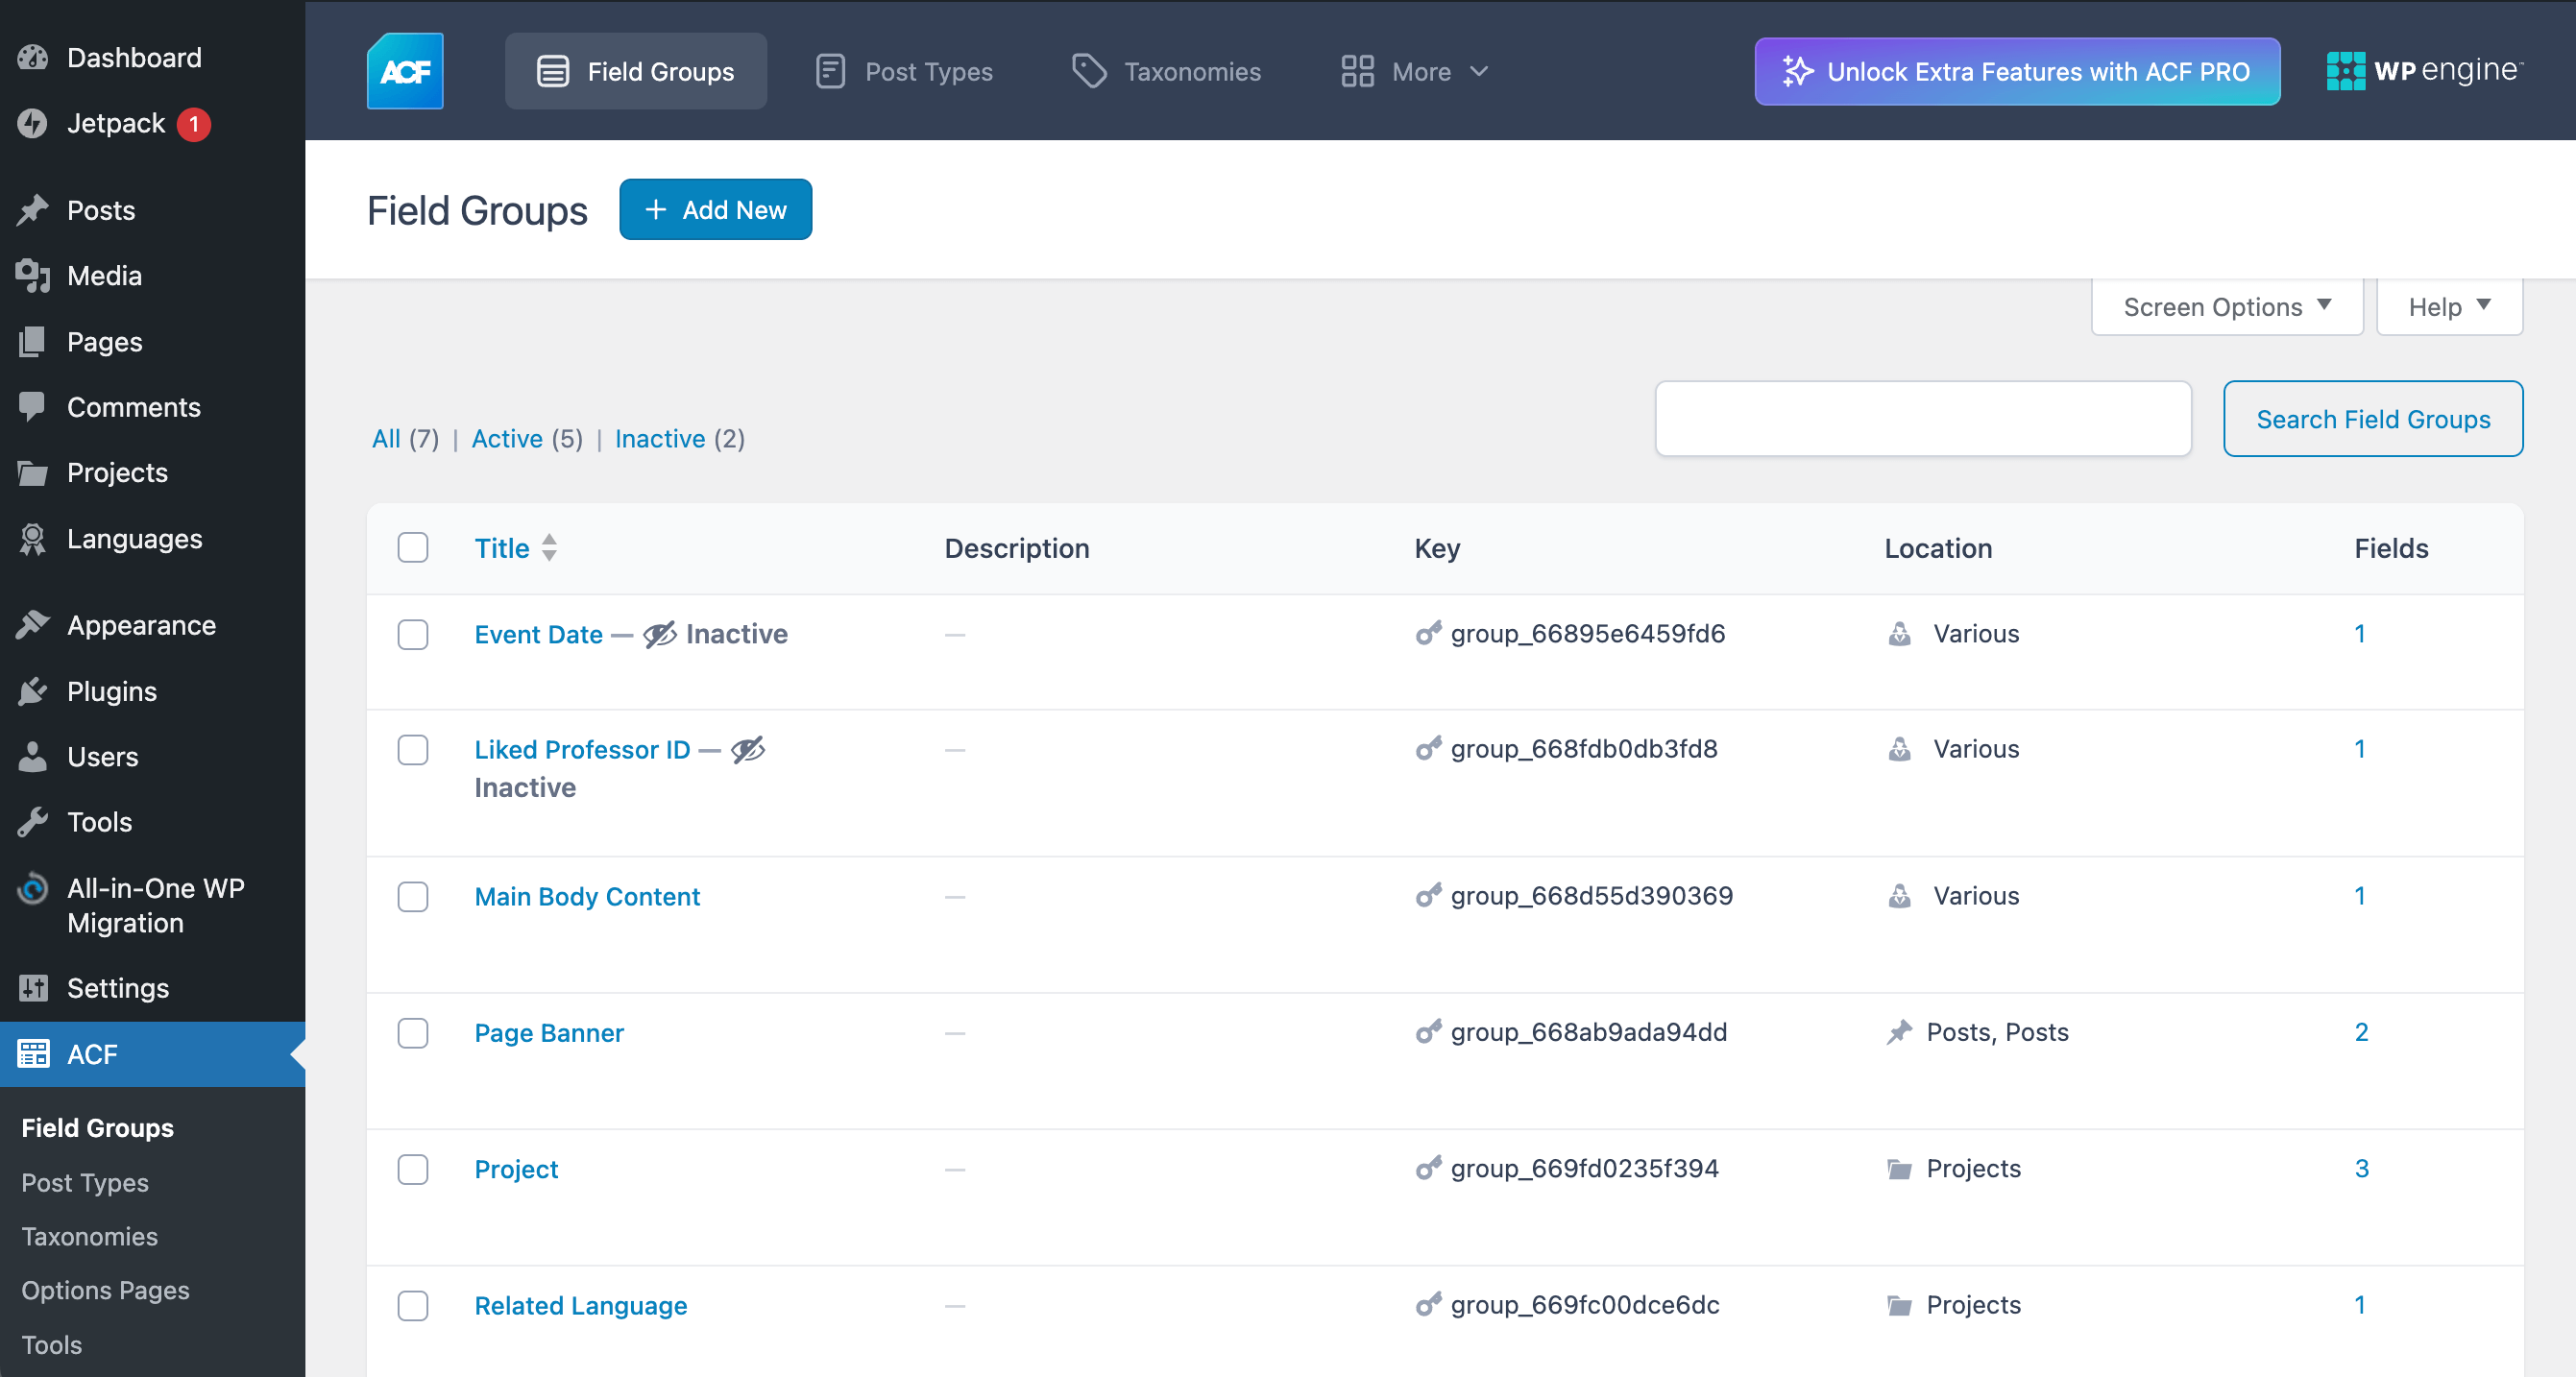 Dashboard
Jetpack 1
Posts
Media
Pages
Comments
Projects
Languages
Appearance
Plugins
Users
Tools
All-in-One WP
Migration
Settings
ACF
Field Groups
Post Types
Taxonomies
Options Pages
Tools
ACF Field Groups Post Types Taxonomies More Unlock Extra Features with ACF PRO WP engine™
Field Groups + Add New
Screen Options ▼ Help ▼
All (7) | Active (5) | Inactive (2) Search Field Groups
Title Description Key Location Fields
Event Date — Inactive — group_66895e6459fd6 Various 1
Liked Professor ID — — group_668fdb0db3fd8 Various 1
Inactive
Main Body Content — group_668d55d390369 Various 1
Page Banner — group_668ab9ada94dd Posts, Posts 2
Project — group_669fd0235f394 Projects 3
Related Language — group_669fc00dce6dc Projects 1